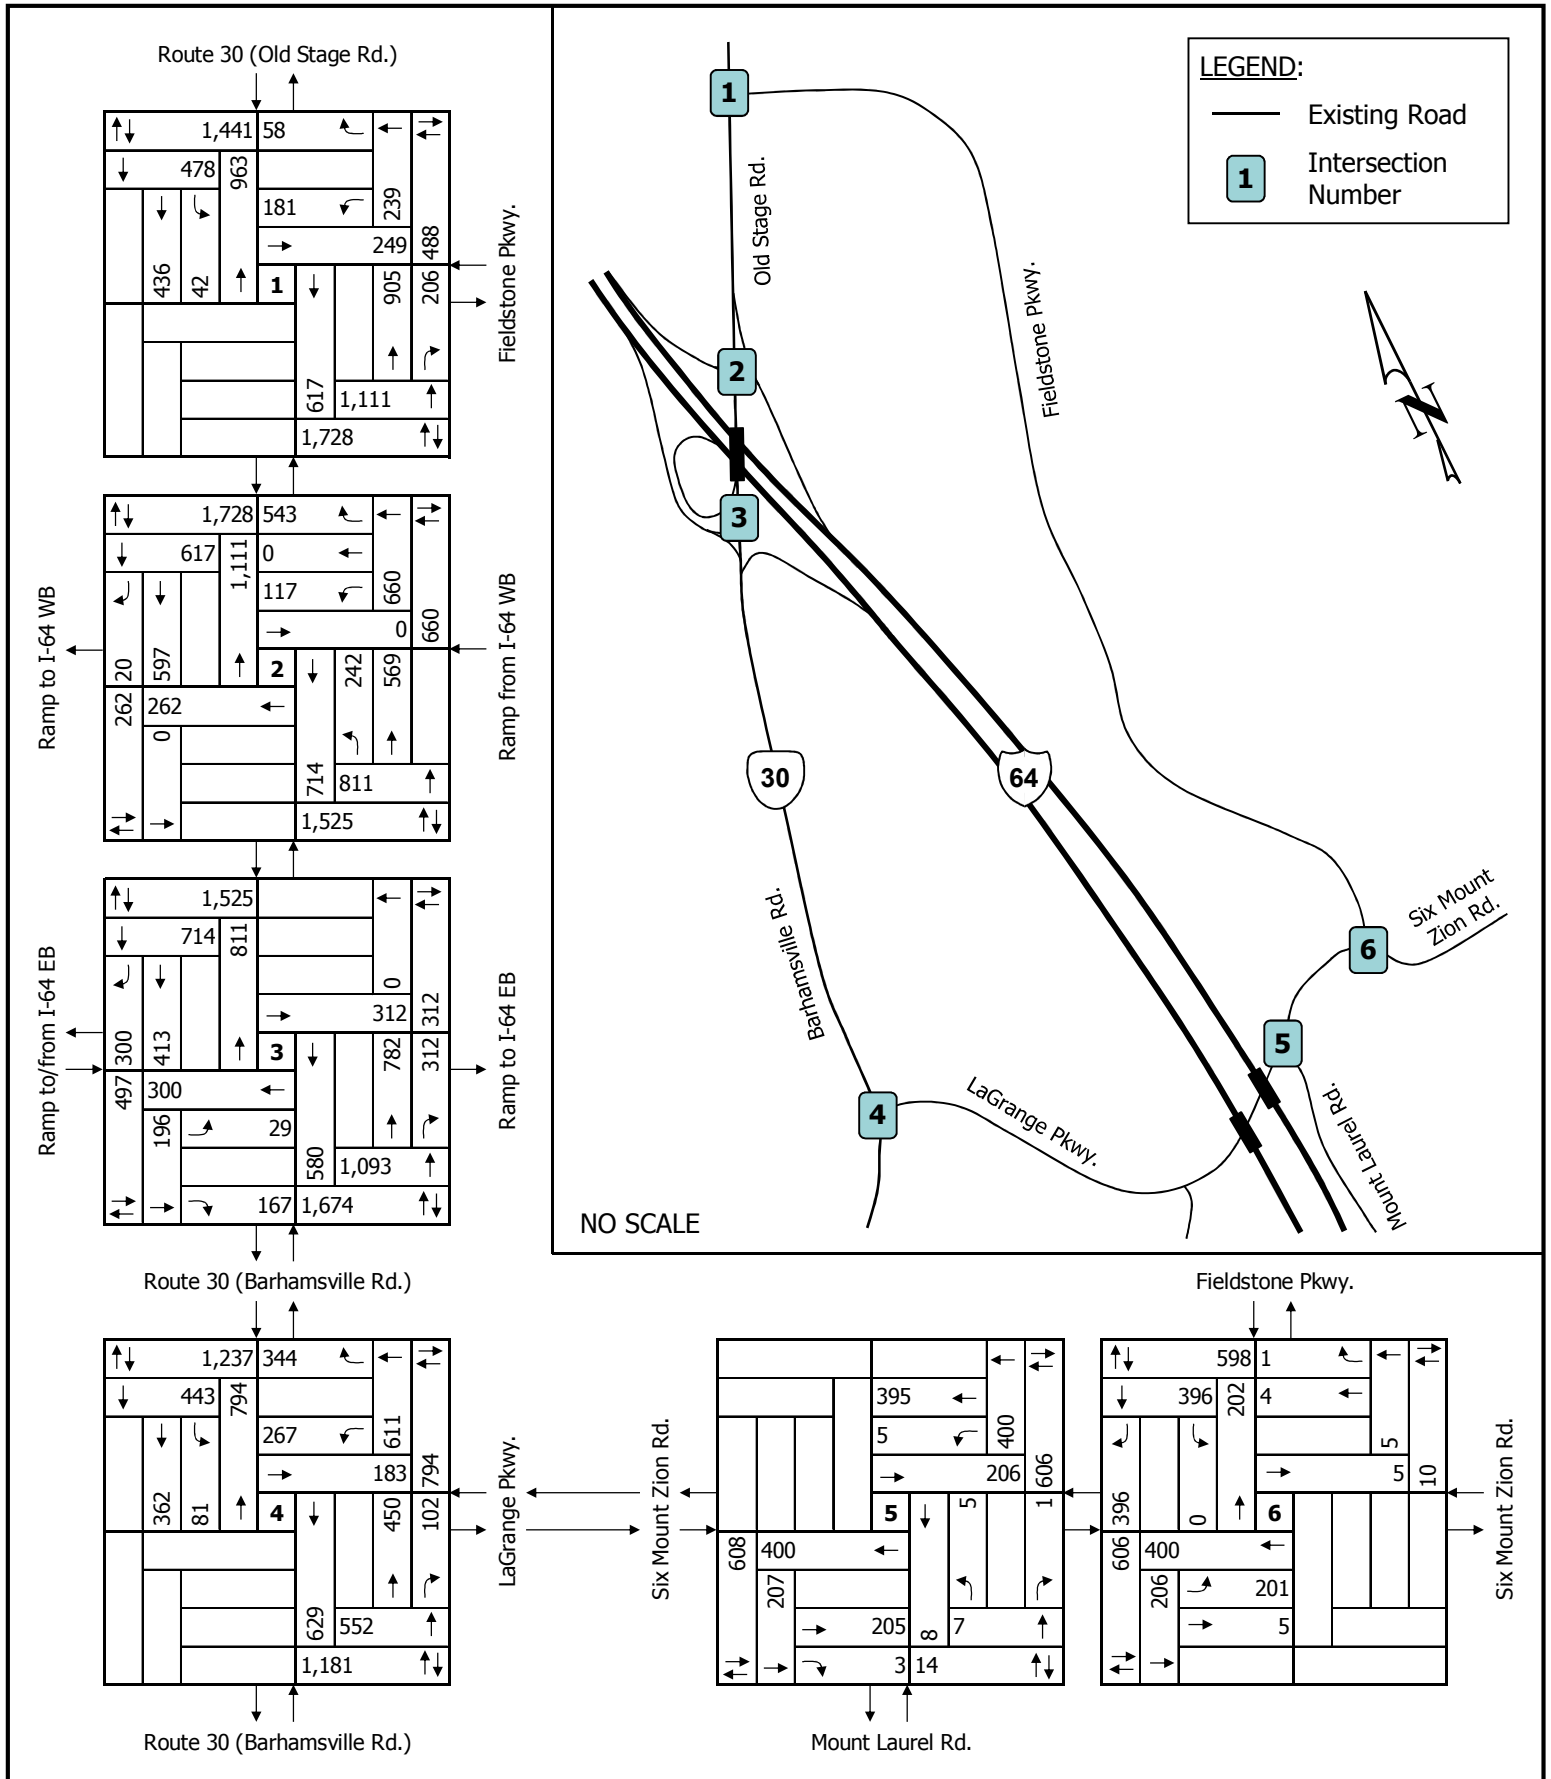 Route 30 (Old Stage Rd.)
1,441 58
478 963
181 239
249 488
436 42 1 905 206
617 1,111
1,728
Fieldstone Pkwy.
1,728 543
617 1,111 0
117 660
0 660
20 597 2 242 569
262 262
0
714 811
1,525
Ramp to I-64 WB
Ramp from I-64 WB
1,525
714 811
0
312 312
300 413 3 782 312
497 300
196 29
580 1,093
167 1,674
Ramp to/from I-64 EB
Ramp to I-64 EB
Route 30 (Barhamsville Rd.)
1,237 344
443 794
267 611
183 794
362 81 4 450 102
629 552
1,181
LaGrange Pkwy.
Route 30 (Barhamsville Rd.)
Six Mount Zion Rd.
395
5 400
206 606
5 5 1
608 400
207
205 8 7
3 14
Mount Laurel Rd.
Fieldstone Pkwy.
598 1
396 202 4
5
5 10
396 0 6
606 400
206 201
5
Six Mount Zion Rd.
1
Old Stage Rd.
Fieldstone Pkwy.
2
3
30
64
Barhamsville Rd.
4
LaGrange Pkwy.
5
6
Six Mount
Zion Rd.
Mount Laurel Rd.
N
NO SCALE
LEGEND:
Existing Road
1
Intersection
Number